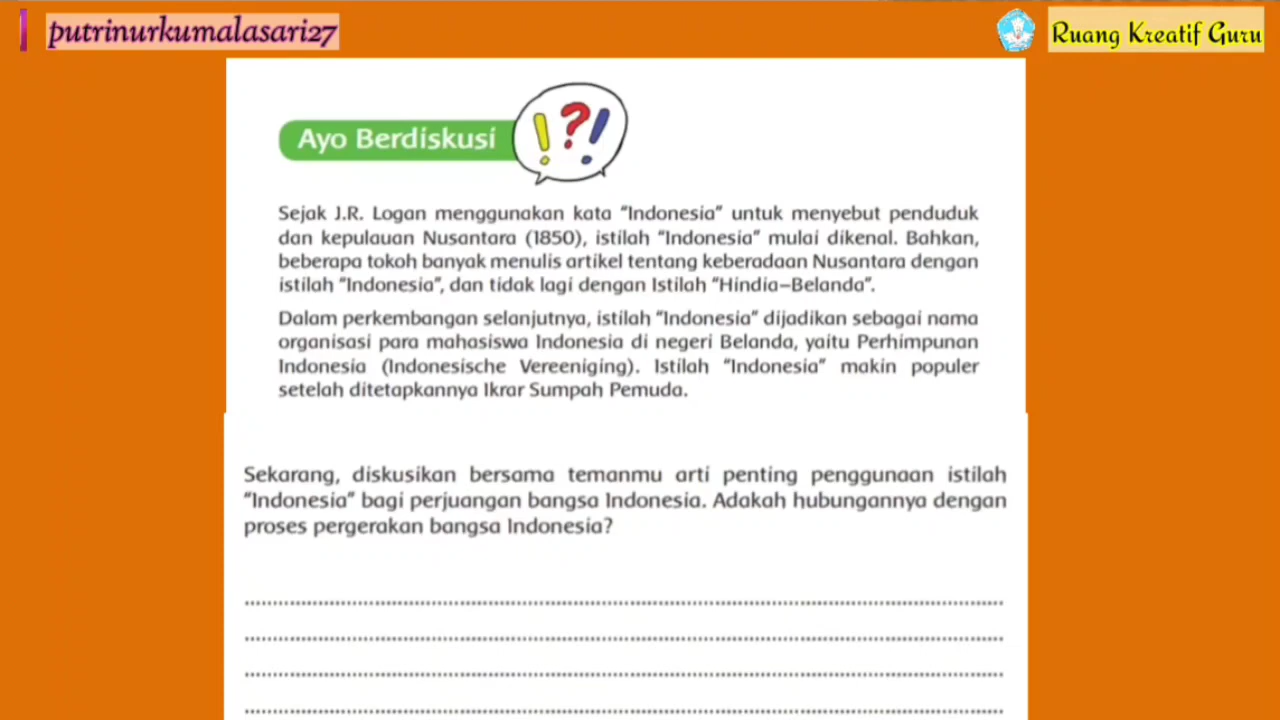 putrinurkumalasari27
Ruang Kreatif Guru
Ayo Berdiskusi
!?!
Sejak J.R. Logan menggunakan kata "Indonesia" untuk menyebut penduduk
dan kepulauan Nusantara (1850), istilah "Indonesia" mulai dikenal. Bahkan,
beberapa tokoh banyak menulis artikel tentang keberadaan Nusantara dengan
istilah "Indonesia", dan tidak lagi dengan Istilah "Hindia–Belanda".
Dalam perkembangan selanjutnya, istilah "Indonesia" dijadikan sebagai nama
organisasi para mahasiswa Indonesia di negeri Belanda, yaitu Perhimpunan
Indonesia (Indonesische Vereeniging). Istilah "Indonesia" makin populer
setelah ditetapkannya Ikrar Sumpah Pemuda.
Sekarang, diskusikan bersama temanmu arti penting penggunaan istilah
"Indonesia" bagi perjuangan bangsa Indonesia. Adakah hubungannya dengan
proses pergerakan bangsa Indonesia?